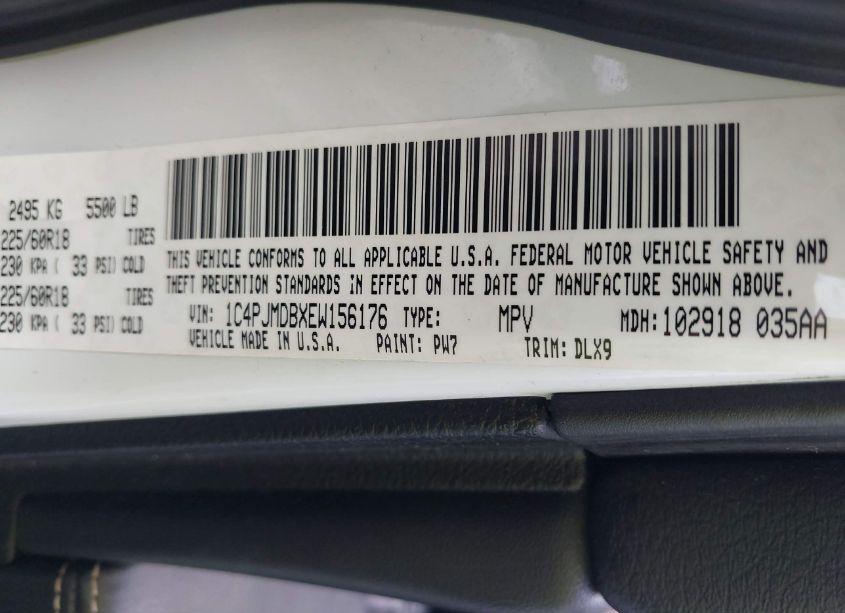 2495 KG 5500 LB
225/60R18 TIRES
230 KPA ( 33 PSI) COLD
225/60R18 TIRES
230 KPA ( 33 PSI) COLD
THIS VEHICLE CONFORMS TO ALL APPLICABLE U.S.A. FEDERAL MOTOR VEHICLE SAFETY AND
THEFT PREVENTION STANDARDS IN EFFECT ON THE DATE OF MANUFACTURE SHOWN ABOVE.
VIN: 1C4PJMDBXEW156176 TYPE: MPV MDH: 102918 035AA
VEHICLE MADE IN U.S.A. PAINT: PW7 TRIM: DLX9